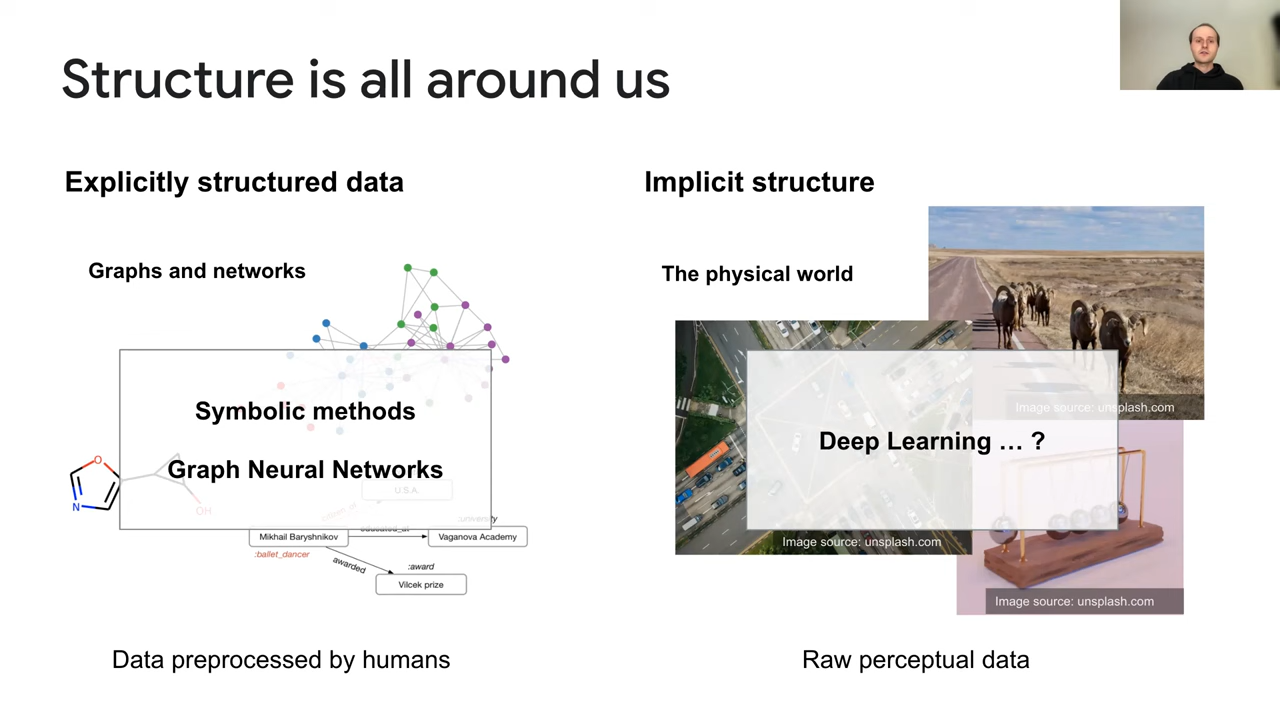 Structure is all around us
Explicitly structured data
Implicit structure
Graphs and networks
The physical world
Symbolic methods
Graph Neural Networks
Deep Learning … ?
O
N
OH
U.S.A.
Mikhail Baryshnikov
Vaganova Academy
:ballet_dancer
awarded
:award
Vilcek prize
Image source: unsplash.com
Image source: unsplash.com
Image source: unsplash.com
Data preprocessed by humans
Raw perceptual data